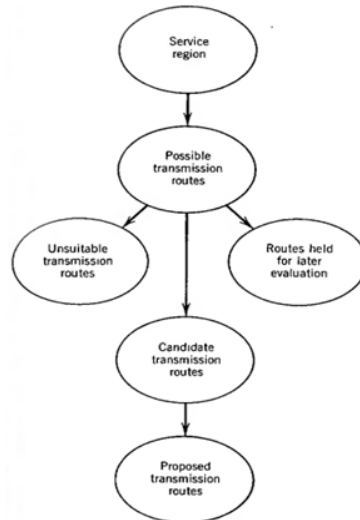 Service
region
Possible
transmission
routes
Unsuitable
transmission
routes
Routes held
for later
evaluation
Candidate
transmission
routes
Proposed
transmission
routes